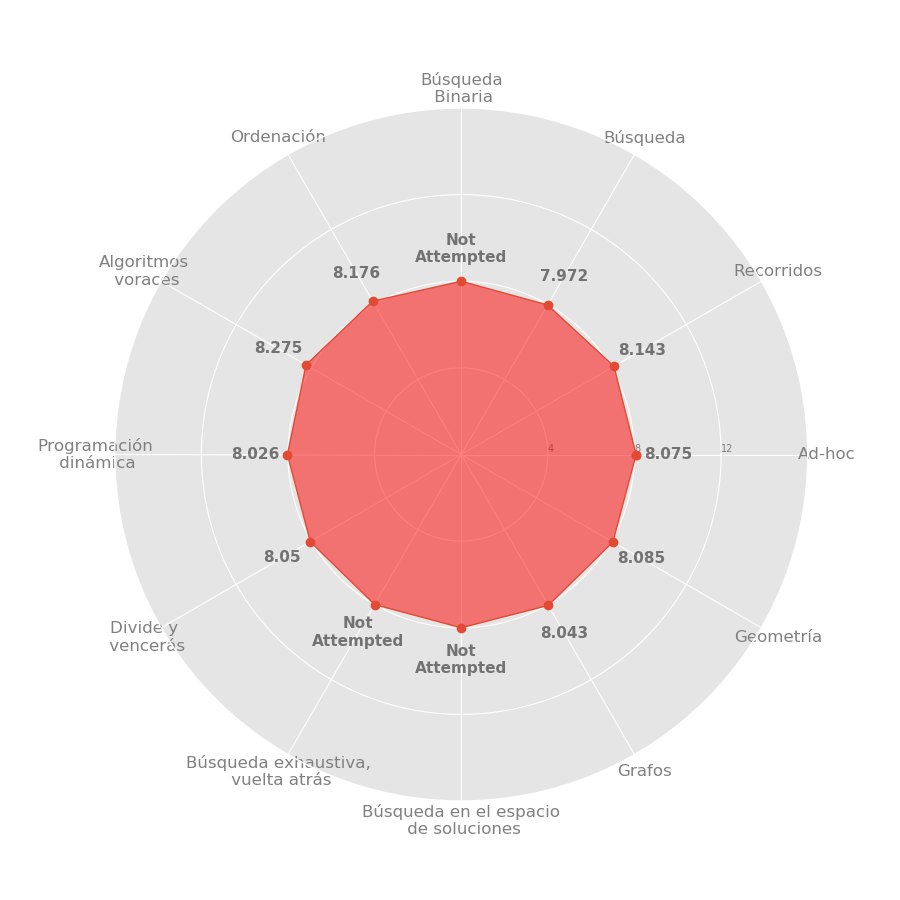 Búsqueda
Binaria
Ordenación
Búsqueda
Algoritmos
voraces
Recorridos
Not
Attempted
8.176
7.972
8.275
8.143
Programación
dinámica
8.026
4
8
12
8.075
Ad-hoc
8.05
8.085
Divide y
vencerás
Not
Attempted
Not
Attempted
8.043
Geometría
Búsqueda exhaustiva,
vuelta atrás
Grafos
Búsqueda en el espacio
de soluciones